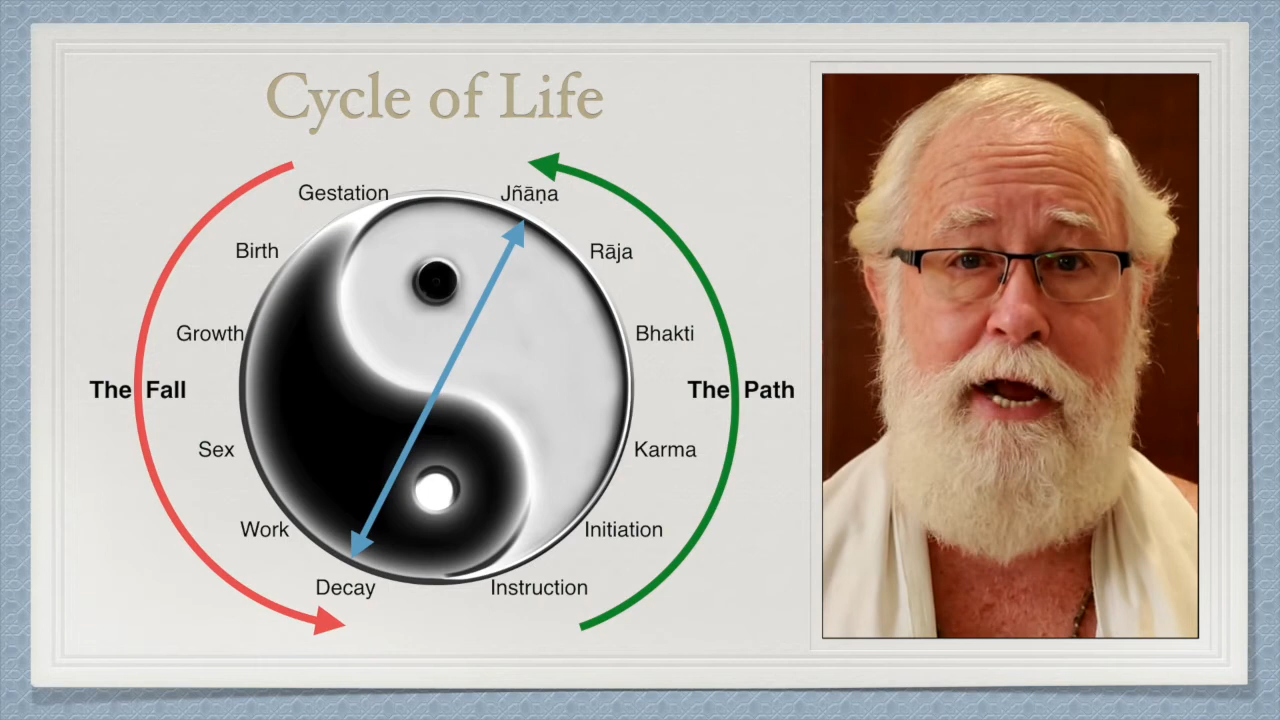 Cycle of Life
Gestation
Jñāṇa
Birth
Rāja
Growth
Bhakti
The Fall
The Path
Sex
Karma
Work
Initiation
Decay
Instruction